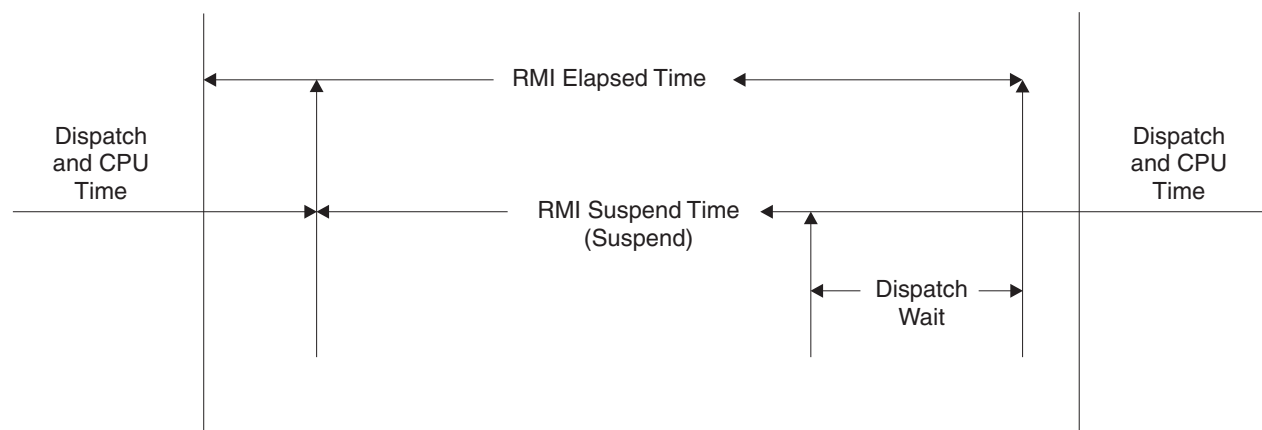 RMI Elapsed Time
Dispatch
and CPU
Time
Dispatch
and CPU
Time
RMI Suspend Time
(Suspend)
Dispatch
Wait